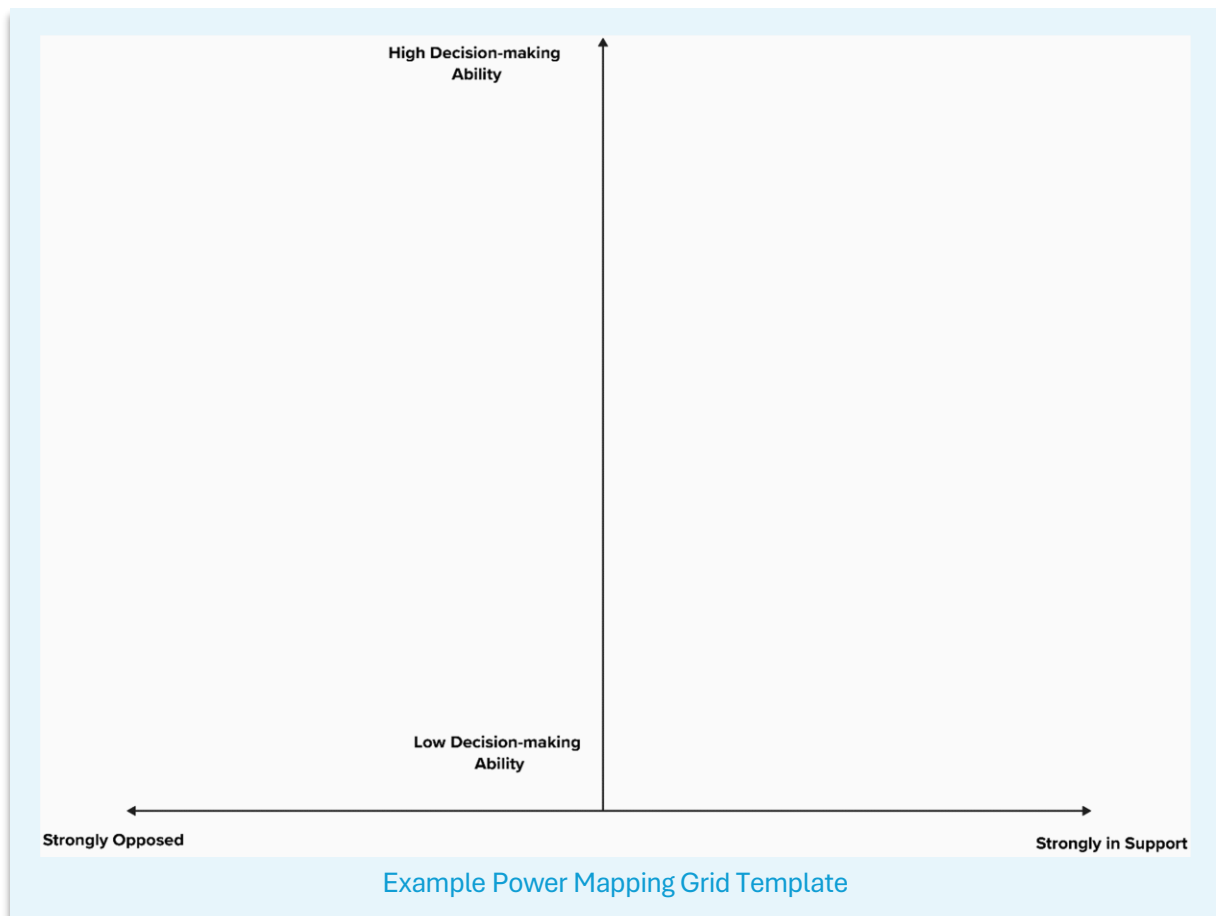 High Decision-making
Ability
Low Decision-making
Ability
Strongly Opposed
Strongly in Support
Example Power Mapping Grid Template